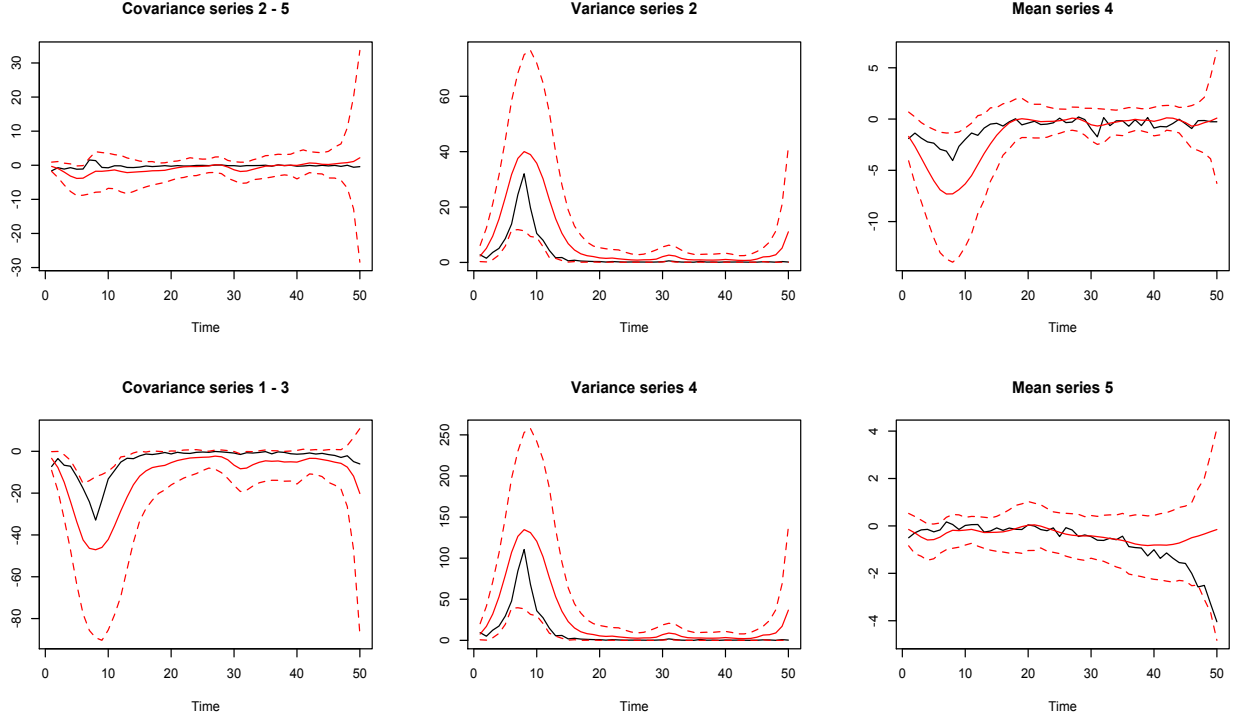 Covariance series 2 - 5
Variance series 2
Mean series 4
30
20
10
0
-10
-20
-30
0 10 20 30 40 50
Time
60
40
20
0
0 10 20 30 40 50
Time
5
0
-5
-10
0 10 20 30 40 50
Time
Covariance series 1 - 3
Variance series 4
Mean series 5
0
-20
-40
-60
-80
0 10 20 30 40 50
Time
250
200
150
100
50
0
0 10 20 30 40 50
Time
4
2
0
-2
-4
0 10 20 30 40 50
Time